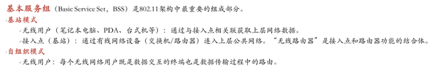 基本服务组（Basic Service Set，BSS）是802.11架构中最重要的组成部分。
·基站模式
·无线用户（笔记本电脑、PDA、台式机等）：通过与接入点相关联获取上层网络数据。
·接入点（基站）：通过有线网络设备（交换机/路由器）连入上层公共网络。“无线路由器”是接入点和路由器功能的结合体。
·自组织模式
·无线用户：每个无线网络用户既是数据交互的终端也是数据传输过程中的路由。